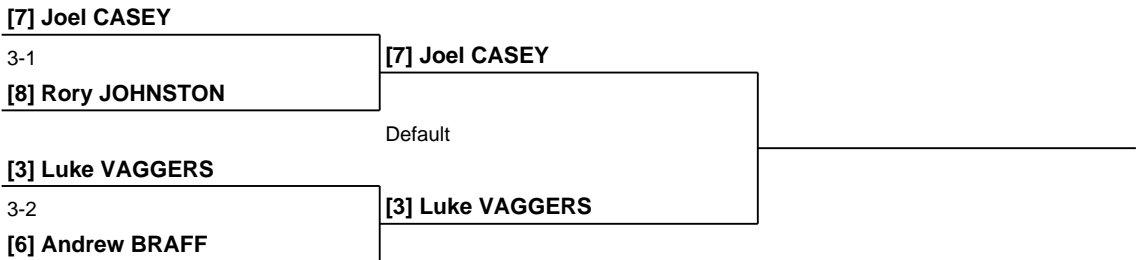 [7] Joel CASEY
3-1
[7] Joel CASEY
[8] Rory JOHNSTON
Default
[3] Luke VAGGERS
3-2
[3] Luke VAGGERS
[6] Andrew BRAFF